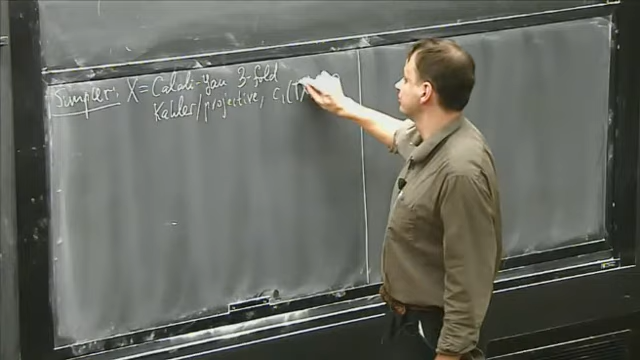 Simpler: X = Calabi-Yau 3-fold
Kähler/projective, c₁(T